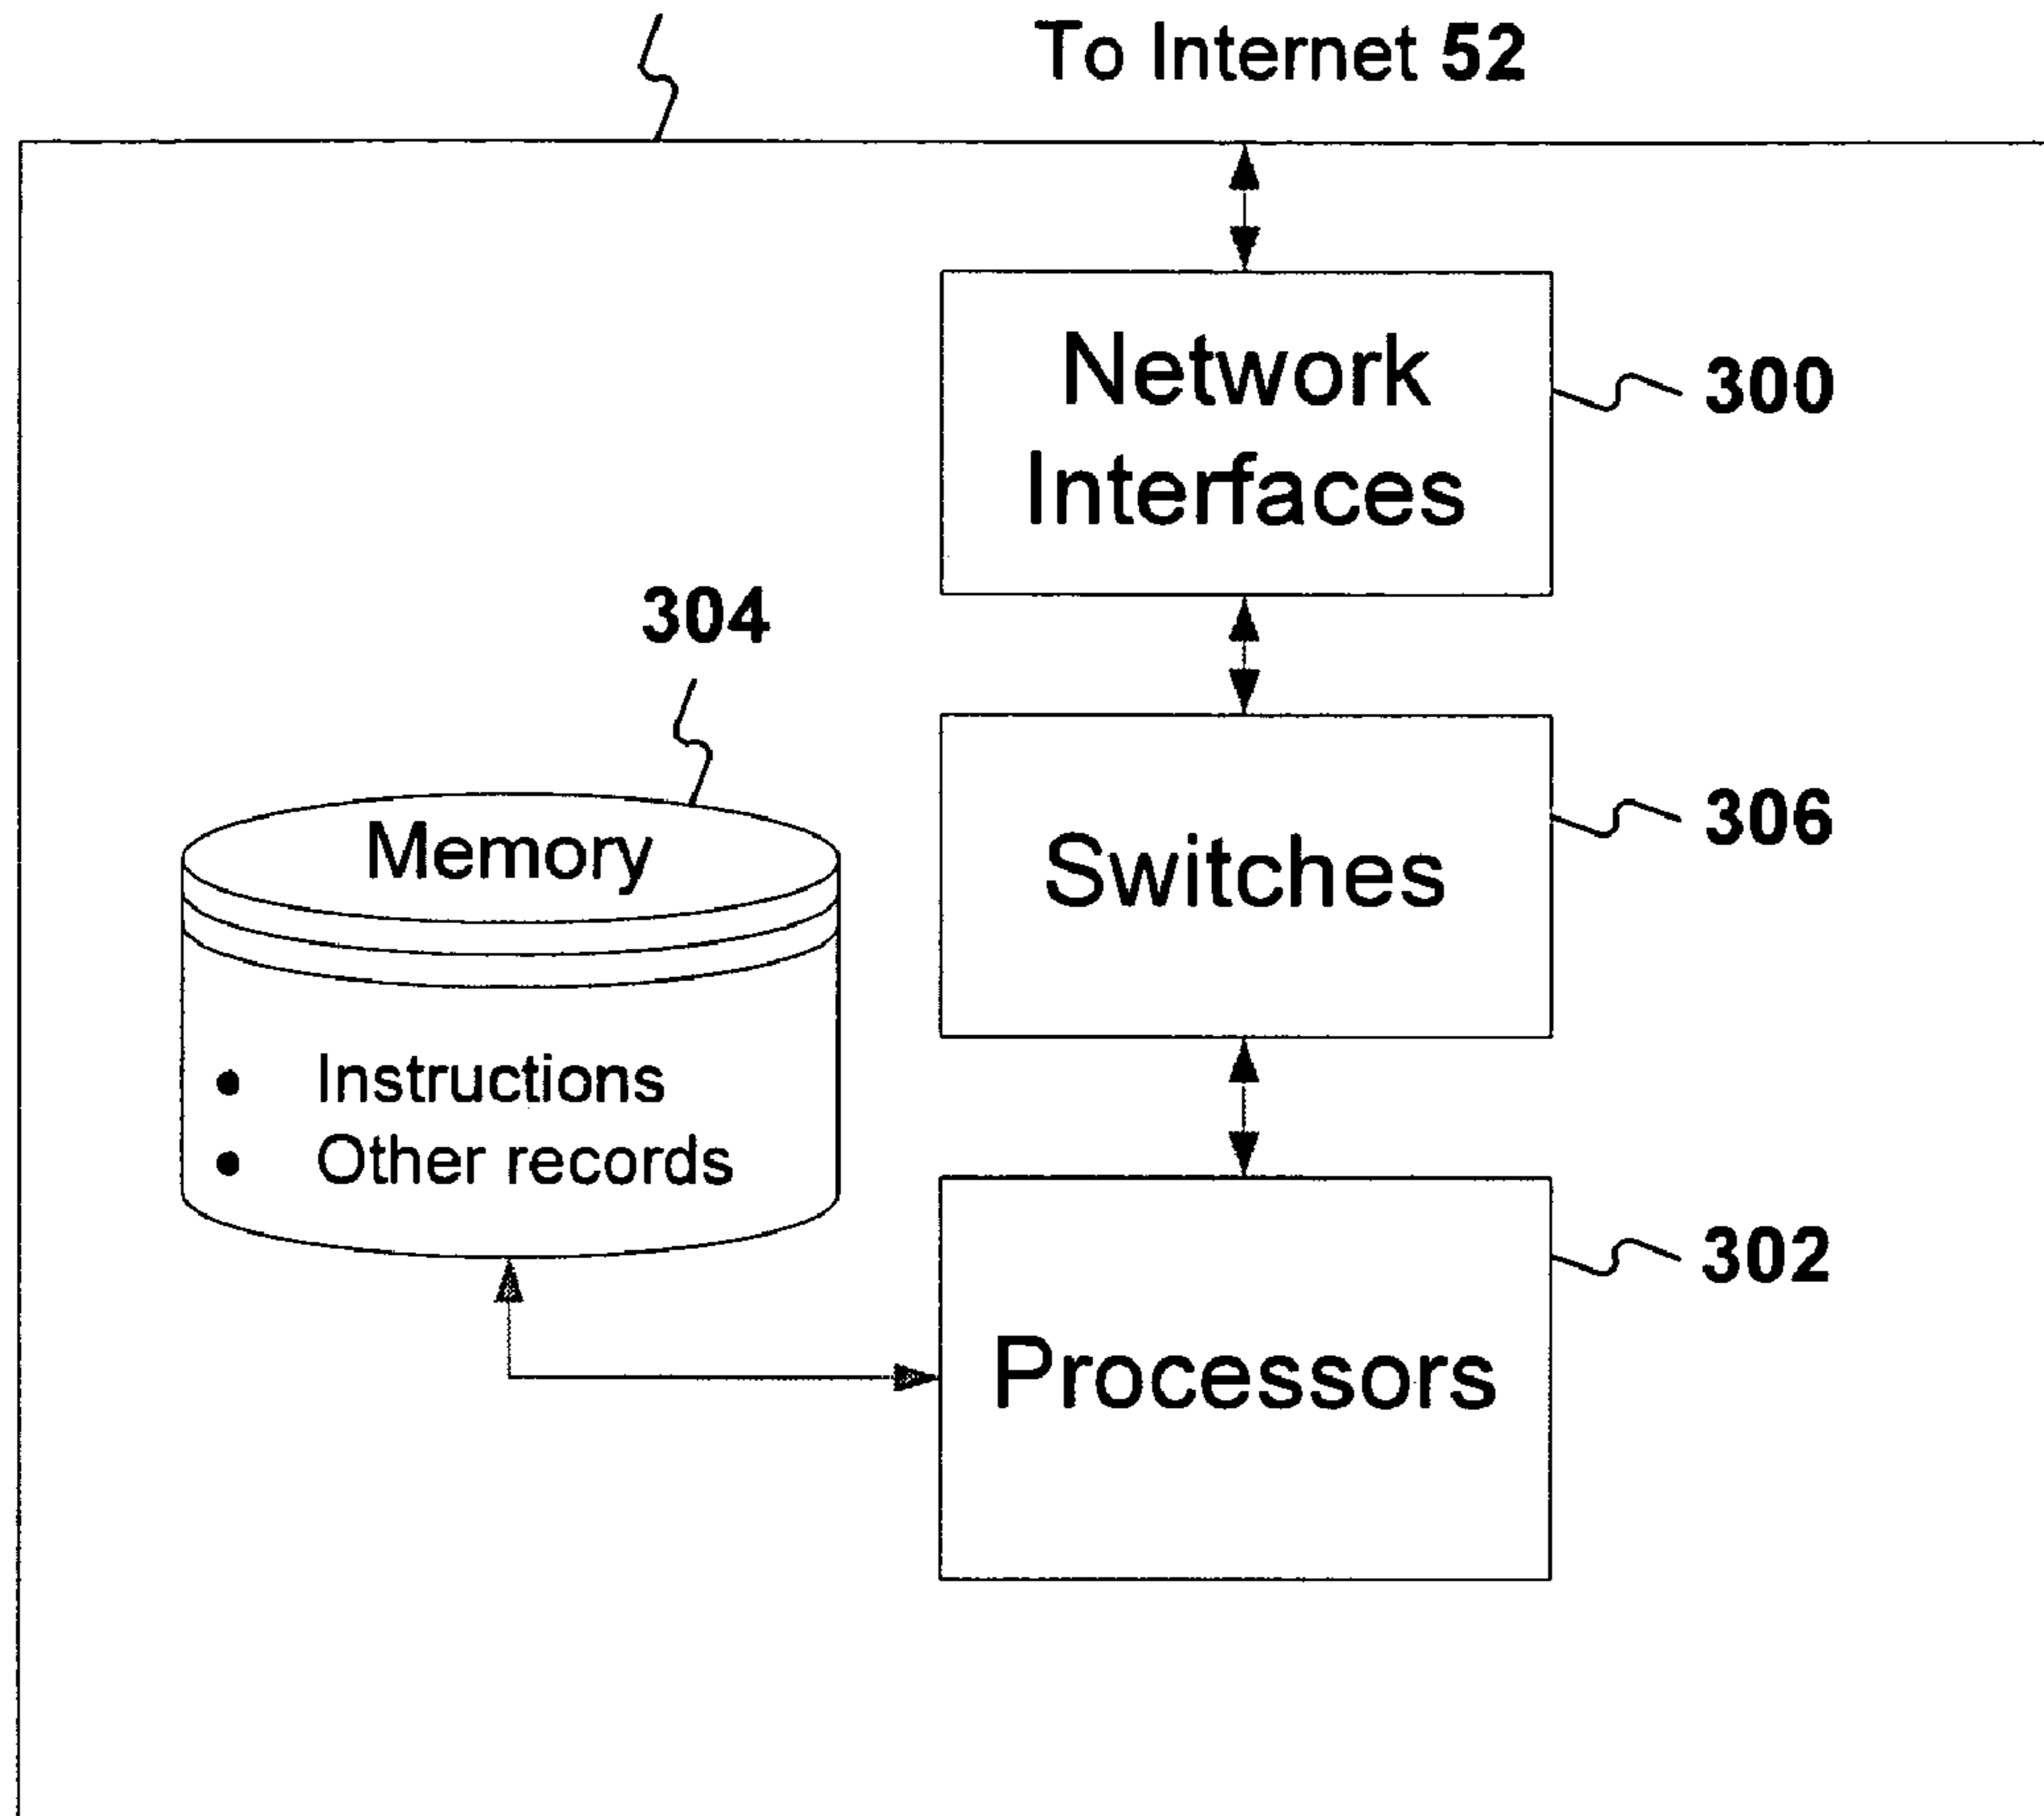 To Internet 52
Network
Interfaces
300
304
Memory
Switches
306
• Instructions
• Other records
Processors
302